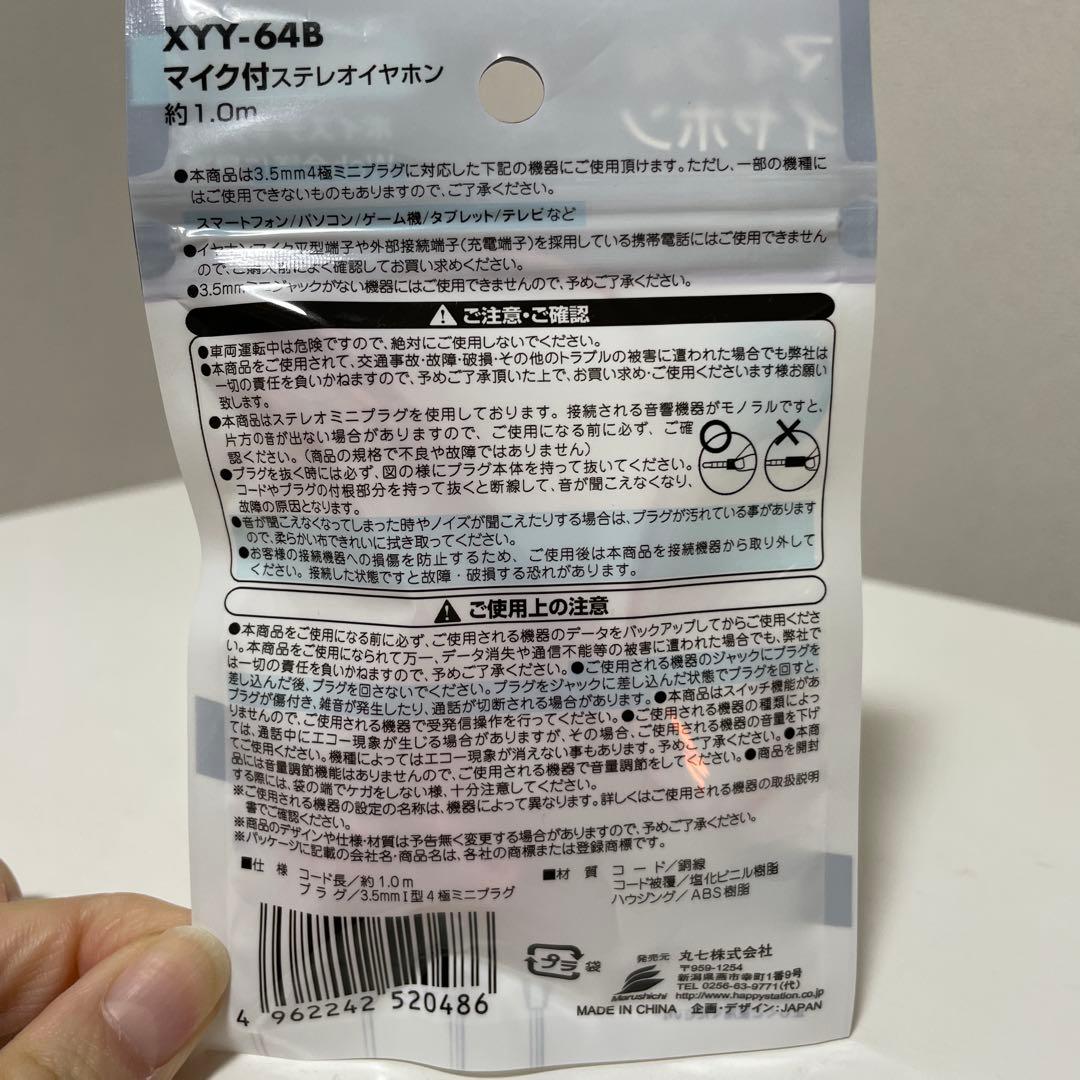 XYY-64B
マイク付ステレオイヤホン
約1.0m
●本商品は3.5mm4極ミニプラグに対応した下記の機器にご使用頂けます。ただし、一部の機種に
はご使用できないものもありますので、ご了承ください。
スマートフォン/パソコン/ゲーム機/タブレット/テレビなど
●イヤホンマイク平型端子や外部接続端子(充電端子)を採用している携帯電話にはご使用できません
ので、ご購入前によく確認してお買い求めください。
●3.5mmミニジャックがない機器にはご使用できませんので、予めご了承ください。
ご注意・ご確認
●車両運転中は危険ですので、絶対にご使用しないでください。
●本商品をご使用されて、交通事故・故障・破損・その他のトラブルの被害に遭われた場合でも弊社は
一切の責任を負いかねますので、予めご了承頂いた上で、お買い求め・ご使用くださいます様お願い
致します。
●本商品はステレオミニプラグを使用しております。接続される音響機器がモノラルですと、
片方の音が出ない場合がありますので、ご使用になる前に必ず、ご確
認ください。(商品の規格で不良や故障ではありません)
●プラグを抜く時には必ず、図の様にプラグ本体を持って抜いてください。
コードやプラグの付根部分を持って抜くと断線して、音が聞こえなくなり、
故障の原因となります。
●音が聞こえなくなってしまった時やノイズが聞こえたりする場合は、プラグが汚れている事があります
ので、柔らかい布できれいに拭き取ってください。
●お客様の接続機器への損傷を防止するため、ご使用後は本商品を接続機器から取り外して
ください。接続した状態ですと故障・破損する恐れがあります。
ご使用上の注意
●本商品をご使用になる前に必ず、ご使用される機器のデータをバックアップしてからご使用くださ
い。本商品をご使用になられて万一、データ消失や通信不能等の被害に遭われた場合でも、弊社で
は一切の責任を負いかねますので、予めご了承ください。●ご使用される機器のジャックにプラグを
差し込んだ後、プラグを回さないでください。プラグをジャックに差し込んだ状態でプラグを回すと、
プラグが傷付き、雑音が発生したり、通話が切断される場合があります。●本商品はスイッチ機能があ
りませんので、ご使用される機器で受発信操作を行ってください。●ご使用される機器の種類によっ
ては、通話中にエコー現象が生じる場合がありますが、その場合、ご使用される機器の音量を下げ
てご使用ください。機種によってはエコー現象が消えない事もあります。予めご了承ください。●本商
品には音量調節機能はありませんので、ご使用される機器で音量調節をしてください。●商品を開封
する際には、袋の端でケガをしない様、十分注意してください。
※ご使用される機器の設定の名称は、機器によって異なります。詳しくはご使用される機器の取扱説明
書でご確認ください。
※商品のデザインや仕様・材質は予告無く変更する場合がありますので、予めご了承ください。
※パッケージに記載の会社名・商品名は、各社の商標または登録商標です。
■仕様 コード長/約1.0m
プラグ/3.5mmI型4極ミニプラグ
■材質 コード/銅線
コード被覆/塩化ビニル樹脂
ハウジング/ABS樹脂
4 962242 520486
プラ 袋
Marushichi
発売元 丸七株式会社
〒959-1254
新潟県燕市幸町1番9号
TEL 0256-63-9771(代)
http://www.happystation.co.jp
MADE IN CHINA 企画・デザイン:JAPAN